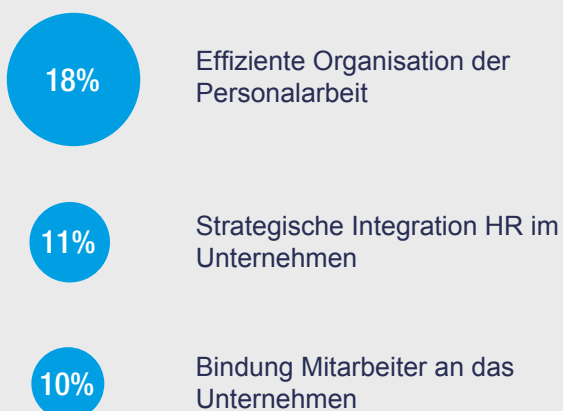 18%
Effiziente Organisation der
Personalarbeit
11%
Strategische Integration HR im
Unternehmen
10%
Bindung Mitarbeiter an das
Unternehmen